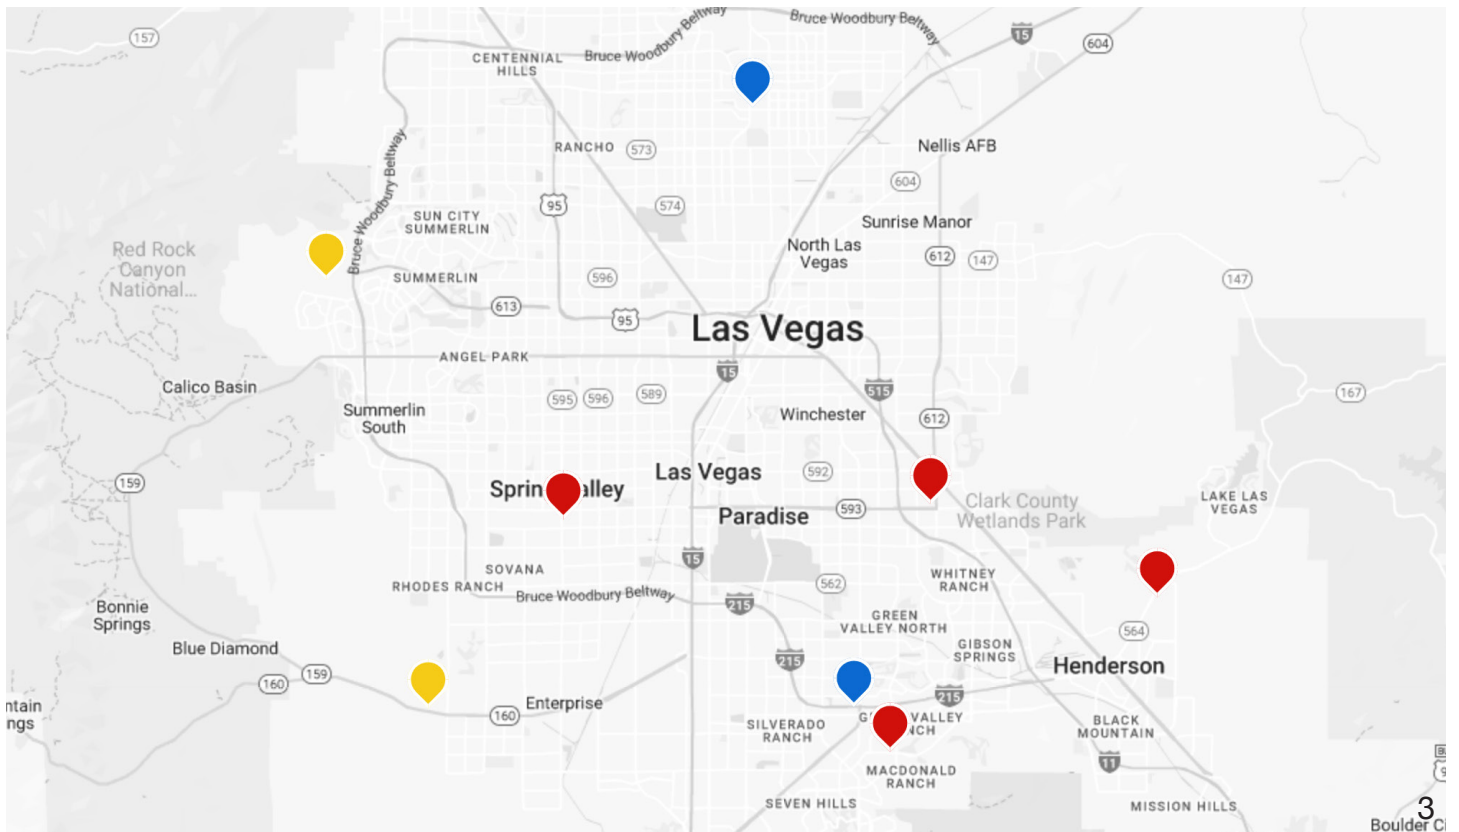 Bruce Woodbury Beltway
Bruce Woodbury Beltway
15
157
604
CENTENNIAL
HILLS
Bruce Woodbury Beltway
RANCHO
573
Nellis AFB
604
95
574
SUN CITY
SUMMERLIN
Sunrise Manor
Red Rock
Canyon
National...
North Las
Vegas
612
147
SUMMERLIN
596
147
613
95
Las Vegas
ANGEL PARK
15
Calico Basin
595
596
589
515
167
Summerlin
South
Winchester
612
159
Las Vegas
592
Sprin
alley
LAKE LAS
VEGAS
Clark County
Wetlands Park
593
Paradise
15
SOVANA
RHODES RANCH
Bruce Woodbury Beltway
562
WHITNEY
RANCH
215
Bonnie
Springs
GREEN
VALLEY NORTH
564
Blue Diamond
215
GIBSON
SPRINGS
Henderson
159
160
ntain
ngs
Enterprise
160
215
SILVERADO
RANCH
G
VALLEY
NCH
BLACK
MOUNTAIN
11
MACDONALD
RANCH
SEVEN HILLS
MISSION HILLS
3
Boulder Ci